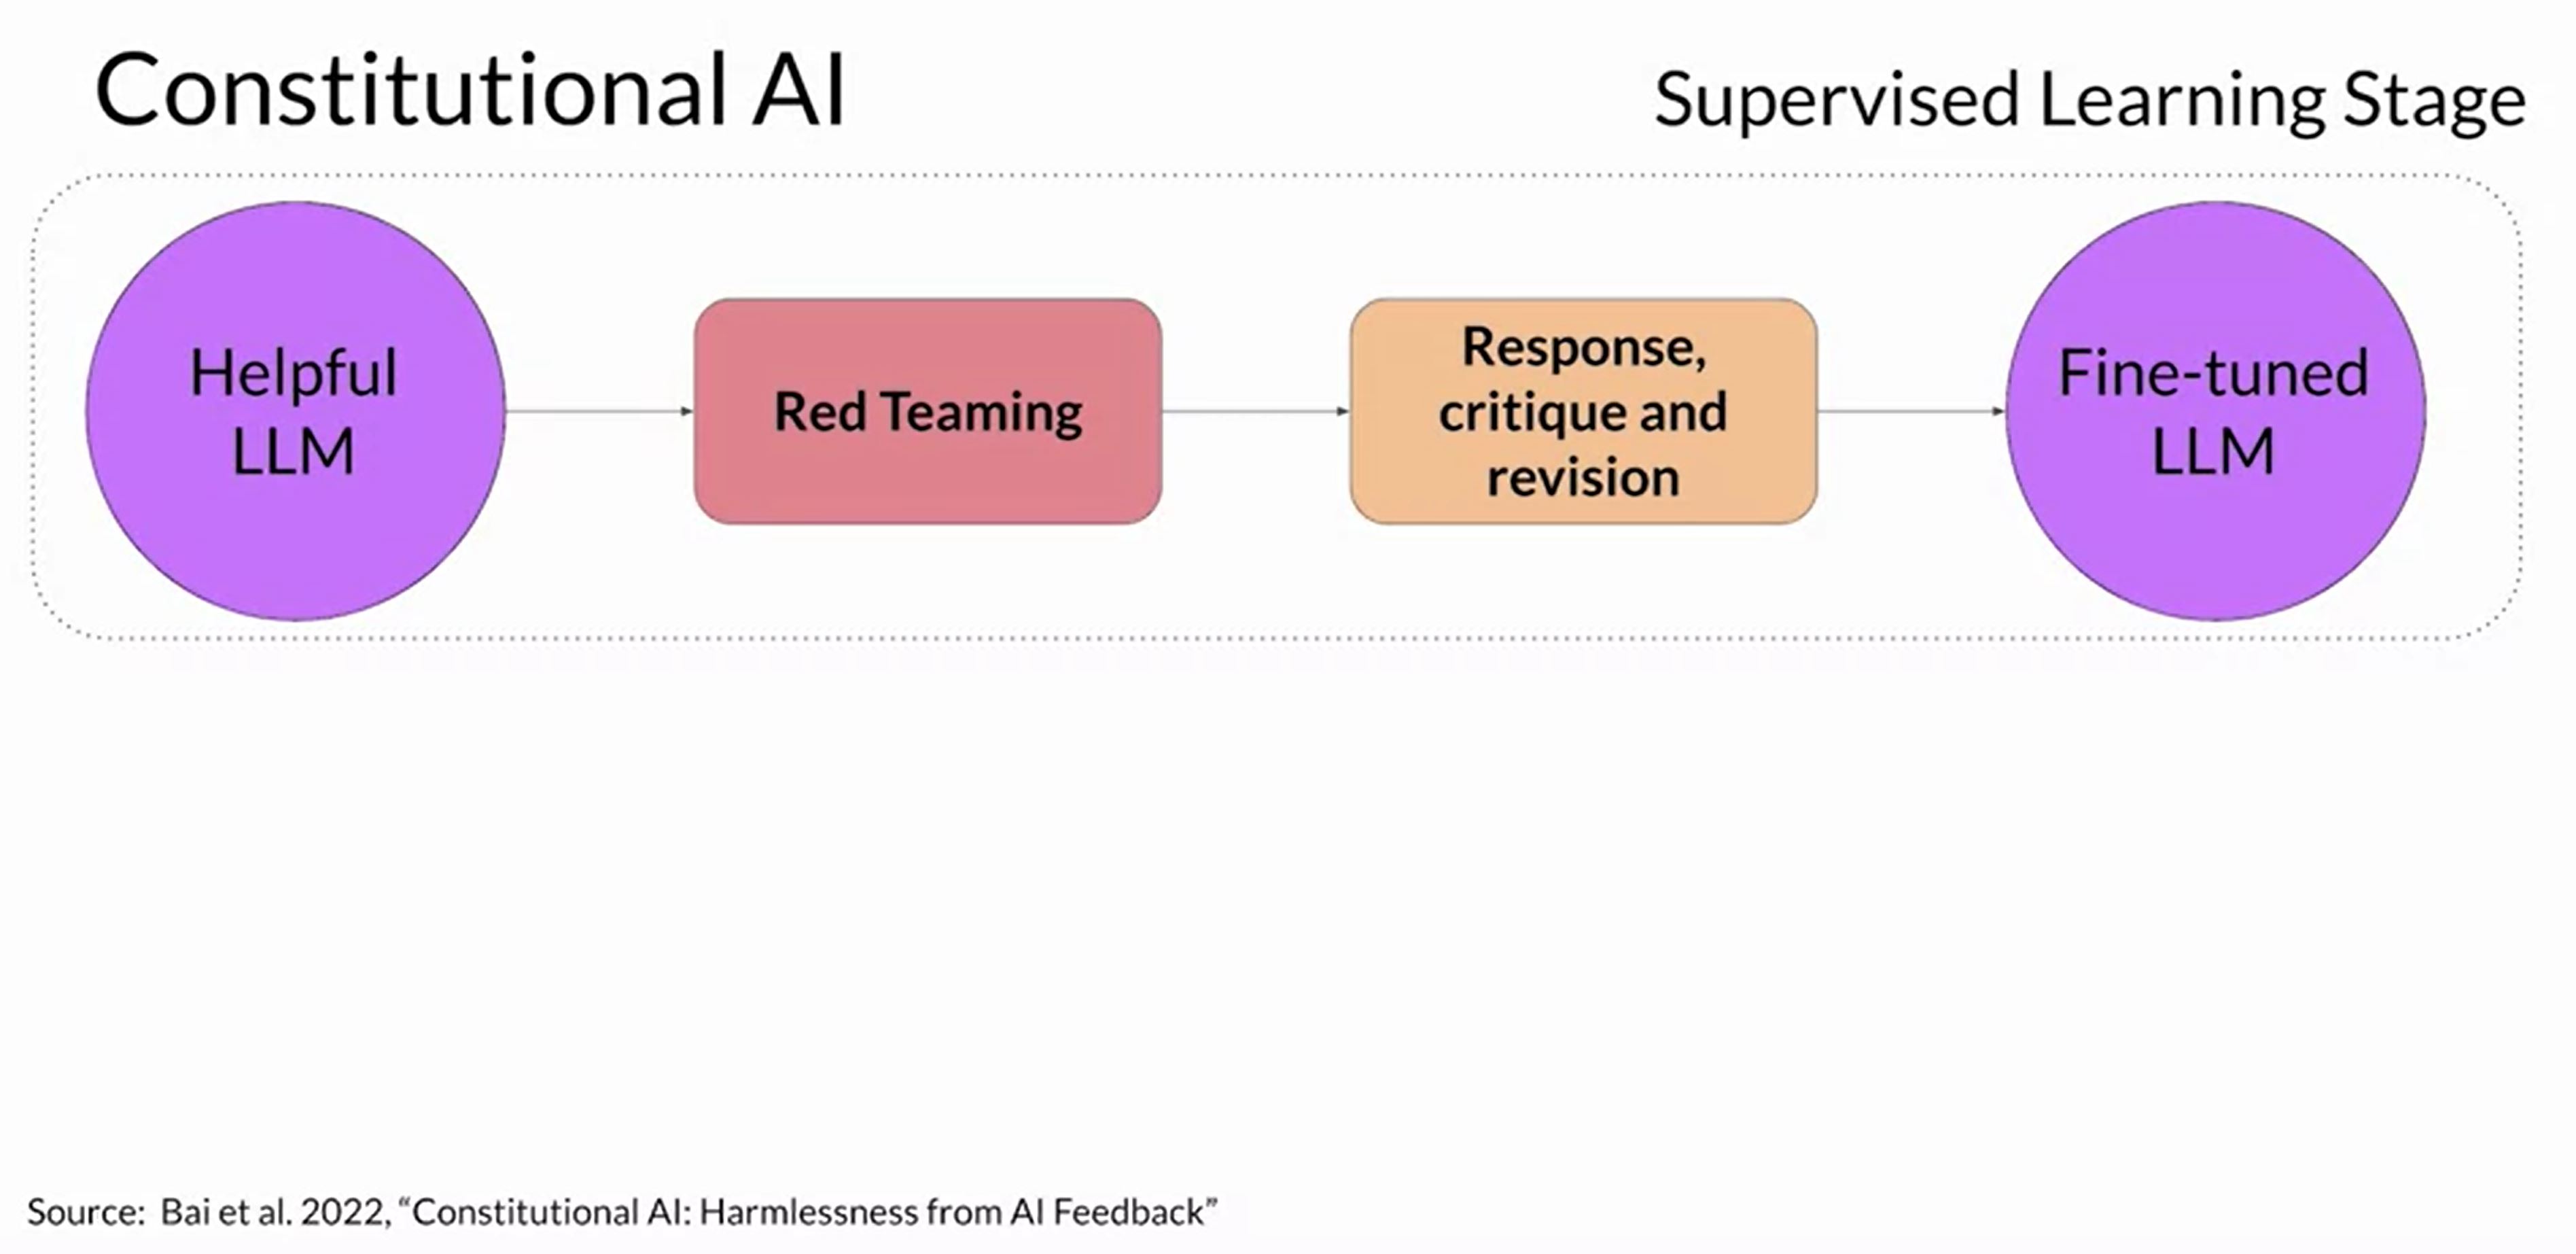 Constitutional AI
Supervised Learning Stage
Helpful
LLM
Red Teaming
Response,
critique and
revision
Fine-tuned
LLM
Source: Bai et al. 2022, “Constitutional AI: Harmlessness from AI Feedback”